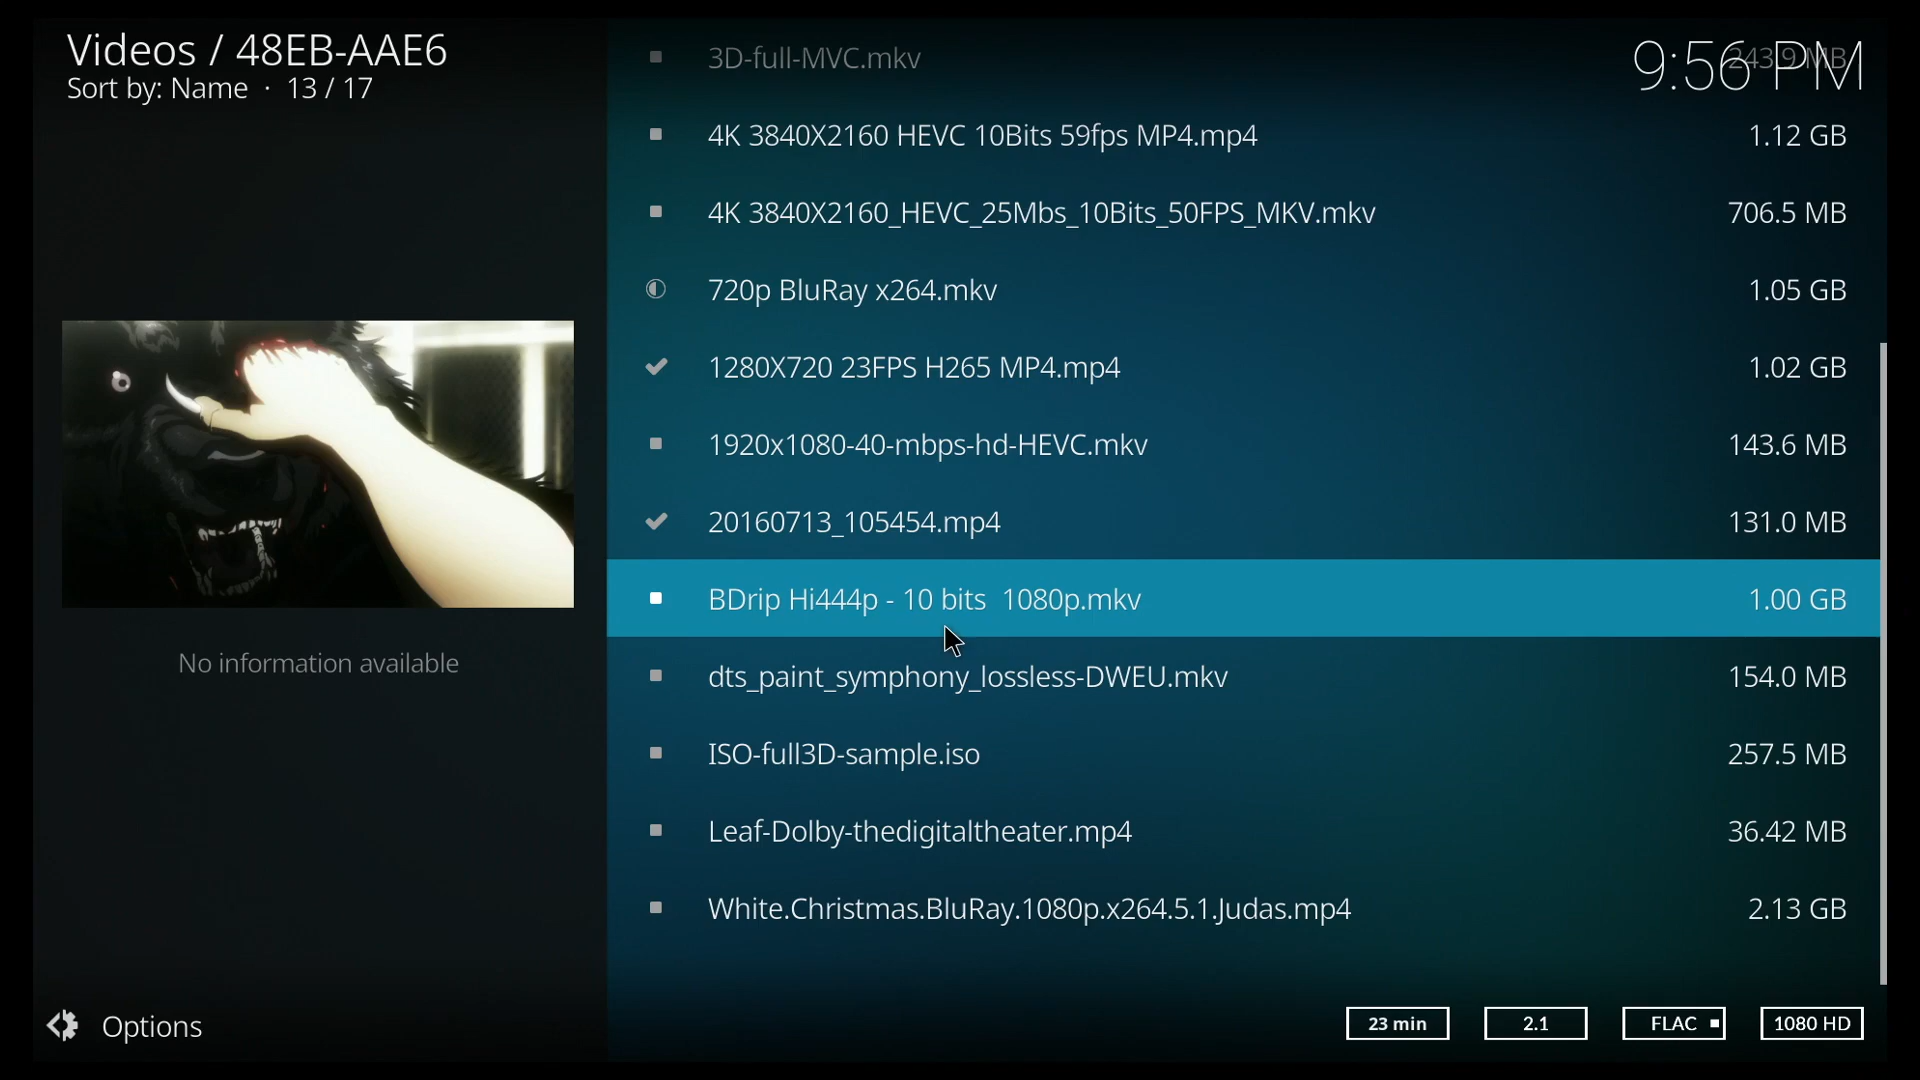 Videos / 48EB-AAE6
Sort by: Name · 13 / 17
9:56 PM
3D-full-MVC.mkv 243.9 MB
4K 3840X2160 HEVC 10Bits 59fps MP4.mp4 1.12 GB
4K 3840X2160_HEVC_25Mbs_10Bits_50FPS_MKV.mkv 706.5 MB
720p BluRay x264.mkv 1.05 GB
1280X720 23FPS H265 MP4.mp4 1.02 GB
1920x1080-40-mbps-hd-HEVC.mkv 143.6 MB
20160713_105454.mp4 131.0 MB
BDrip Hi444p - 10 bits  1080p.mkv 1.00 GB
dts_paint_symphony_lossless-DWEU.mkv 154.0 MB
ISO-full3D-sample.iso 257.5 MB
Leaf-Dolby-thedigitaltheater.mp4 36.42 MB
White.Christmas.BluRay.1080p.x264.5.1.Judas.mp4 2.13 GB
No information available
Options
23 min 2.1 FLAC 1080 HD